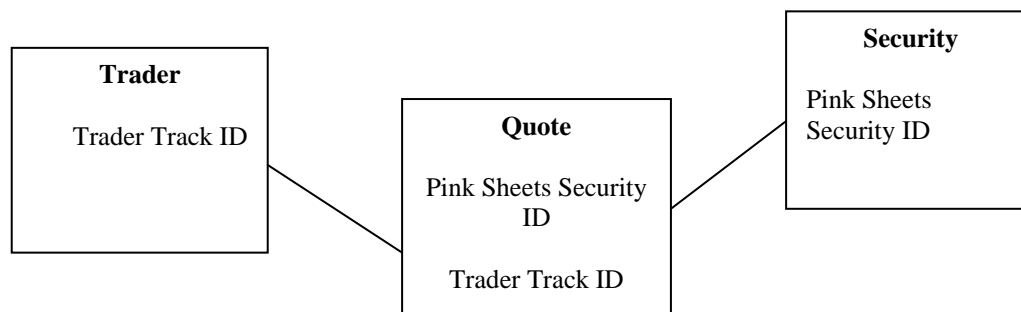 Trader
Trader Track ID
Quote
Pink Sheets Security
ID
Trader Track ID
Security
Pink Sheets
Security ID